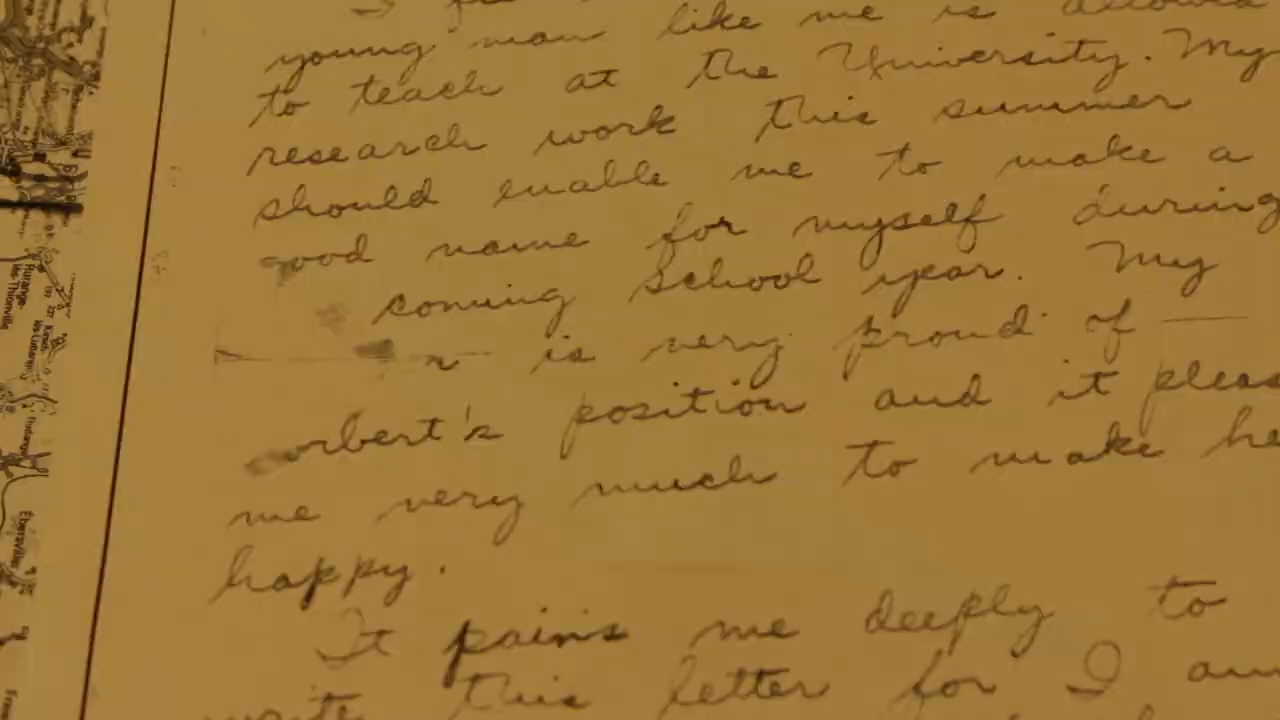 young man like me is allowed
to teach at the University. My
research work this summer
should enable me to make a
good name for myself during
coming school year. My
is very proud of
orbert's position and it pleas
me very much to make he
happy.
It pains me deeply to
write this letter for I am
Ebersviller